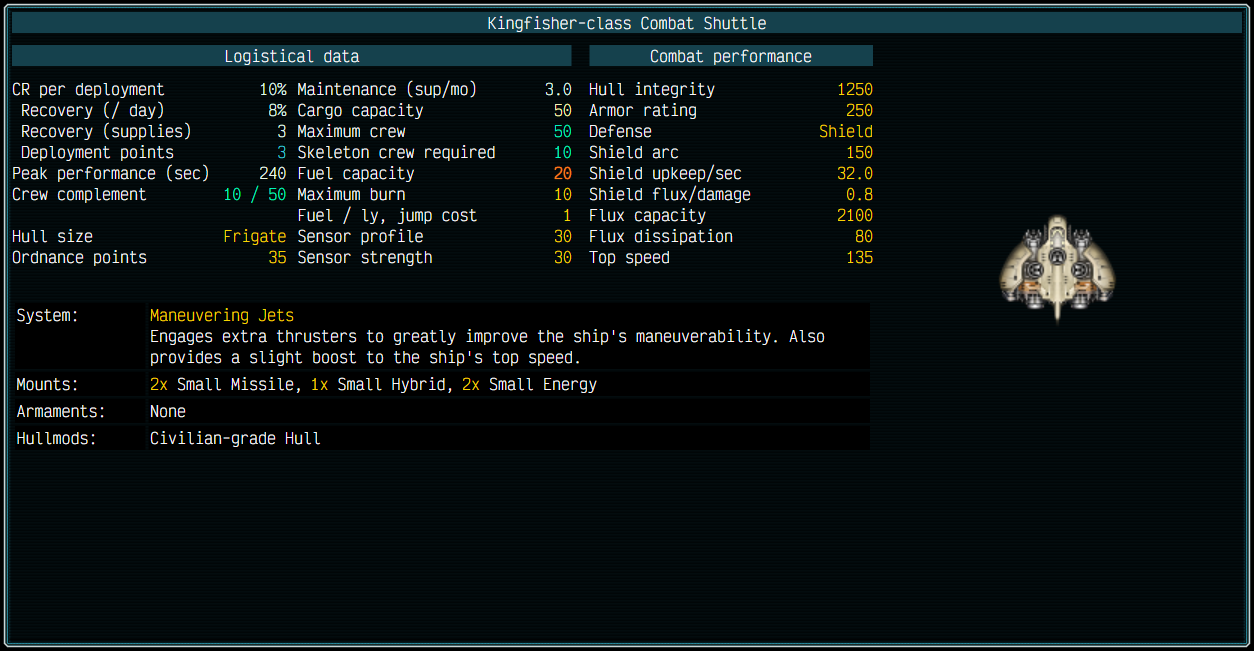 Kingfisher-class Combat Shuttle
Logistical data
Combat performance
CR per deployment 10% Maintenance (sup/mo) 3.0 Hull integrity 1250
Recovery (/ day) 8% Cargo capacity 50 Armor rating 250
Recovery (supplies) 3 Maximum crew 50 Defense Shield
Deployment points 3 Skeleton crew required 10 Shield arc 150
Peak performance (sec) 240 Fuel capacity 20 Shield upkeep/sec 32.0
Crew complement 10 / 50 Maximum burn 10 Shield flux/damage 0.8
Fuel / ly, jump cost 1 Flux capacity 2100
Hull size Frigate Sensor profile 30 Flux dissipation 80
Ordnance points 35 Sensor strength 30 Top speed 135
System: Maneuvering Jets
Engages extra thrusters to greatly improve the ship's maneuverability. Also
provides a slight boost to the ship's top speed.
Mounts: 2x Small Missile, 1x Small Hybrid, 2x Small Energy
Armaments: None
Hullmods: Civilian-grade Hull